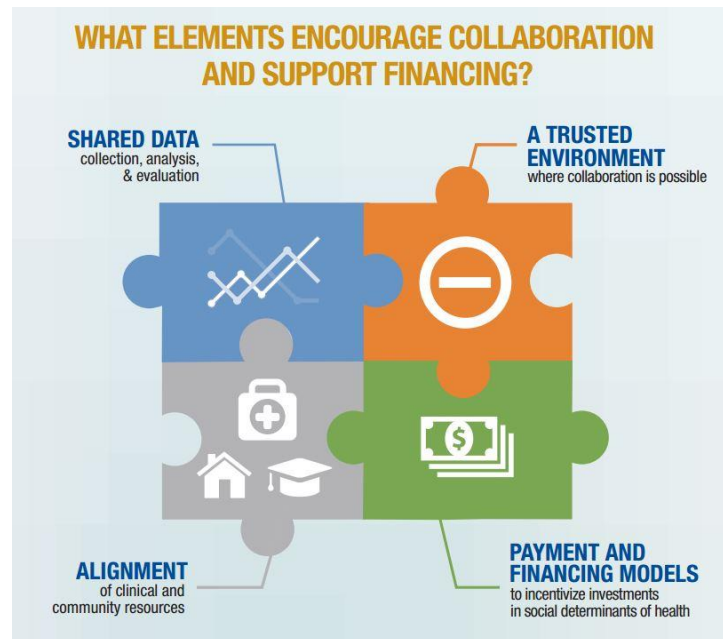 WHAT ELEMENTS ENCOURAGE COLLABORATION
AND SUPPORT FINANCING?
SHARED DATA
collection, analysis,
& evaluation
A TRUSTED
ENVIRONMENT
where collaboration is possible
$
ALIGNMENT
of clinical and
community resources
PAYMENT AND
FINANCING MODELS
to incentivize investments
in social determinants of health